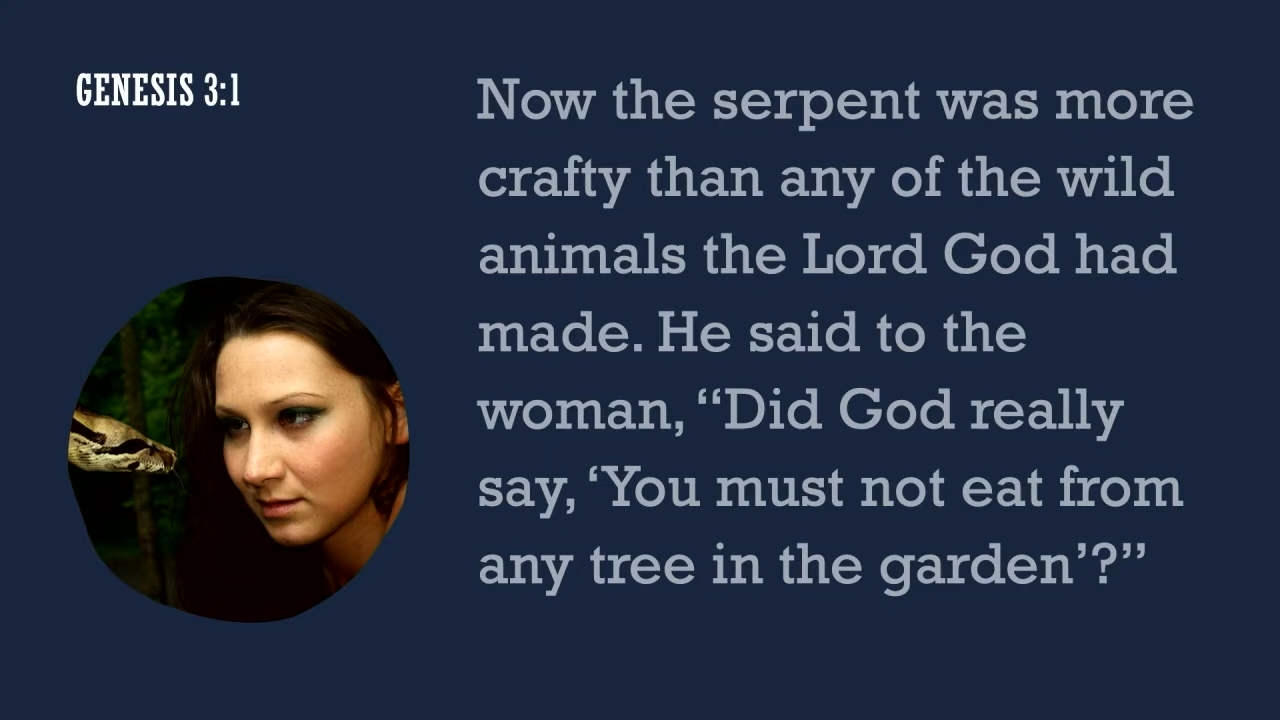 GENESIS 3:1
Now the serpent was more
crafty than any of the wild
animals the Lord God had
made. He said to the
woman, “Did God really
say, ‘You must not eat from
any tree in the garden’?”